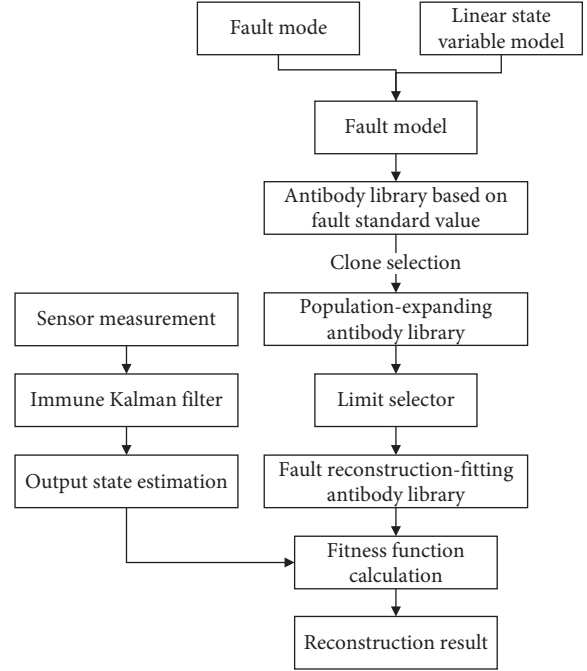 Fault mode
Linear state
variable model
Fault model
Antibody library based on
fault standard value
Clone selection
Population-expanding
antibody library
Sensor measurement
Immune Kalman filter
Limit selector
Output state estimation
Fault reconstruction-fitting
antibody library
Fitness function
calculation
Reconstruction result